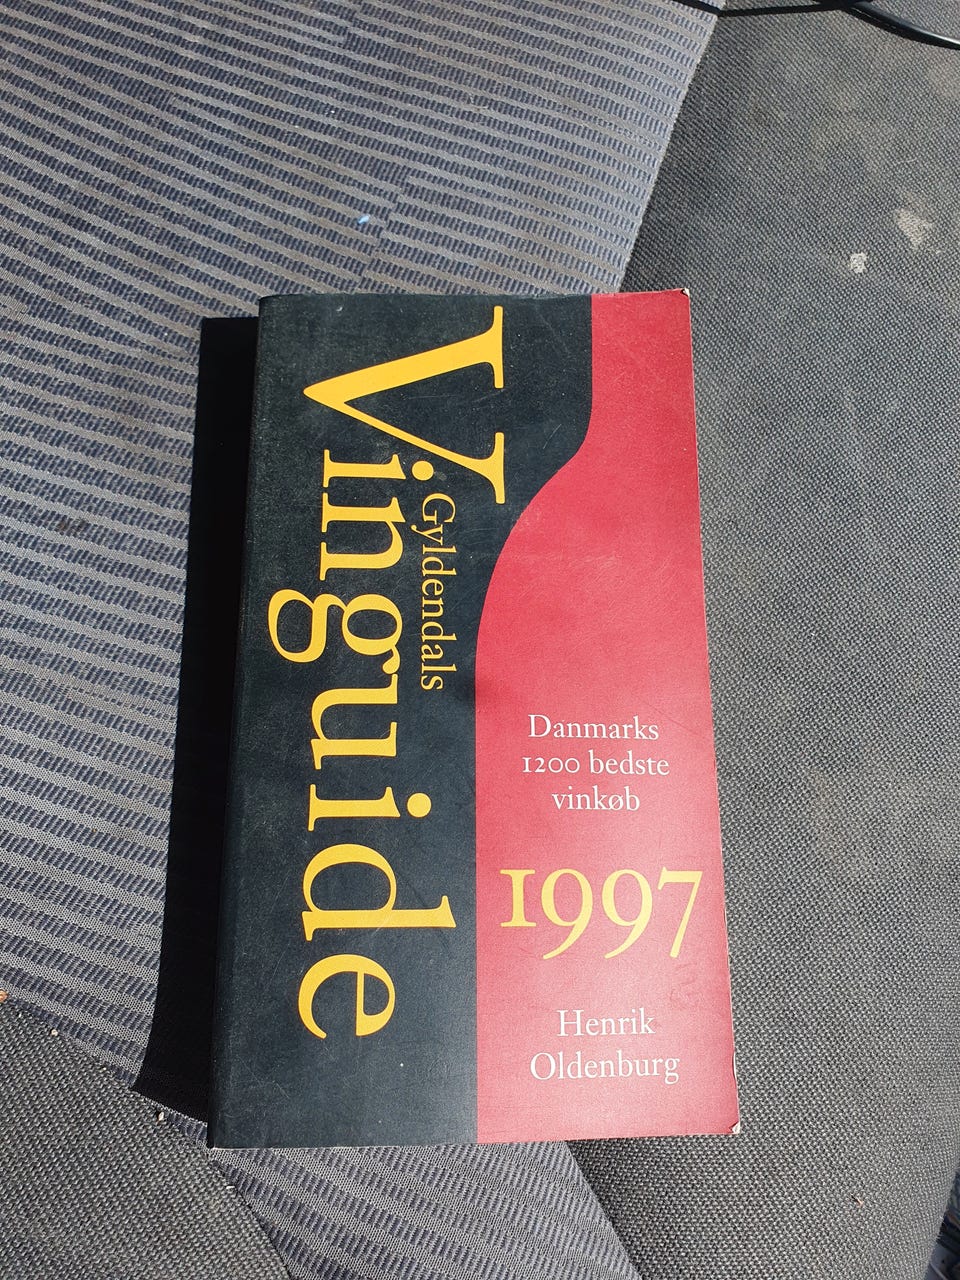 Gyldendals
Vinguide
Danmarks
1200 bedste
vinkøb
1997
Henrik
Oldenburg